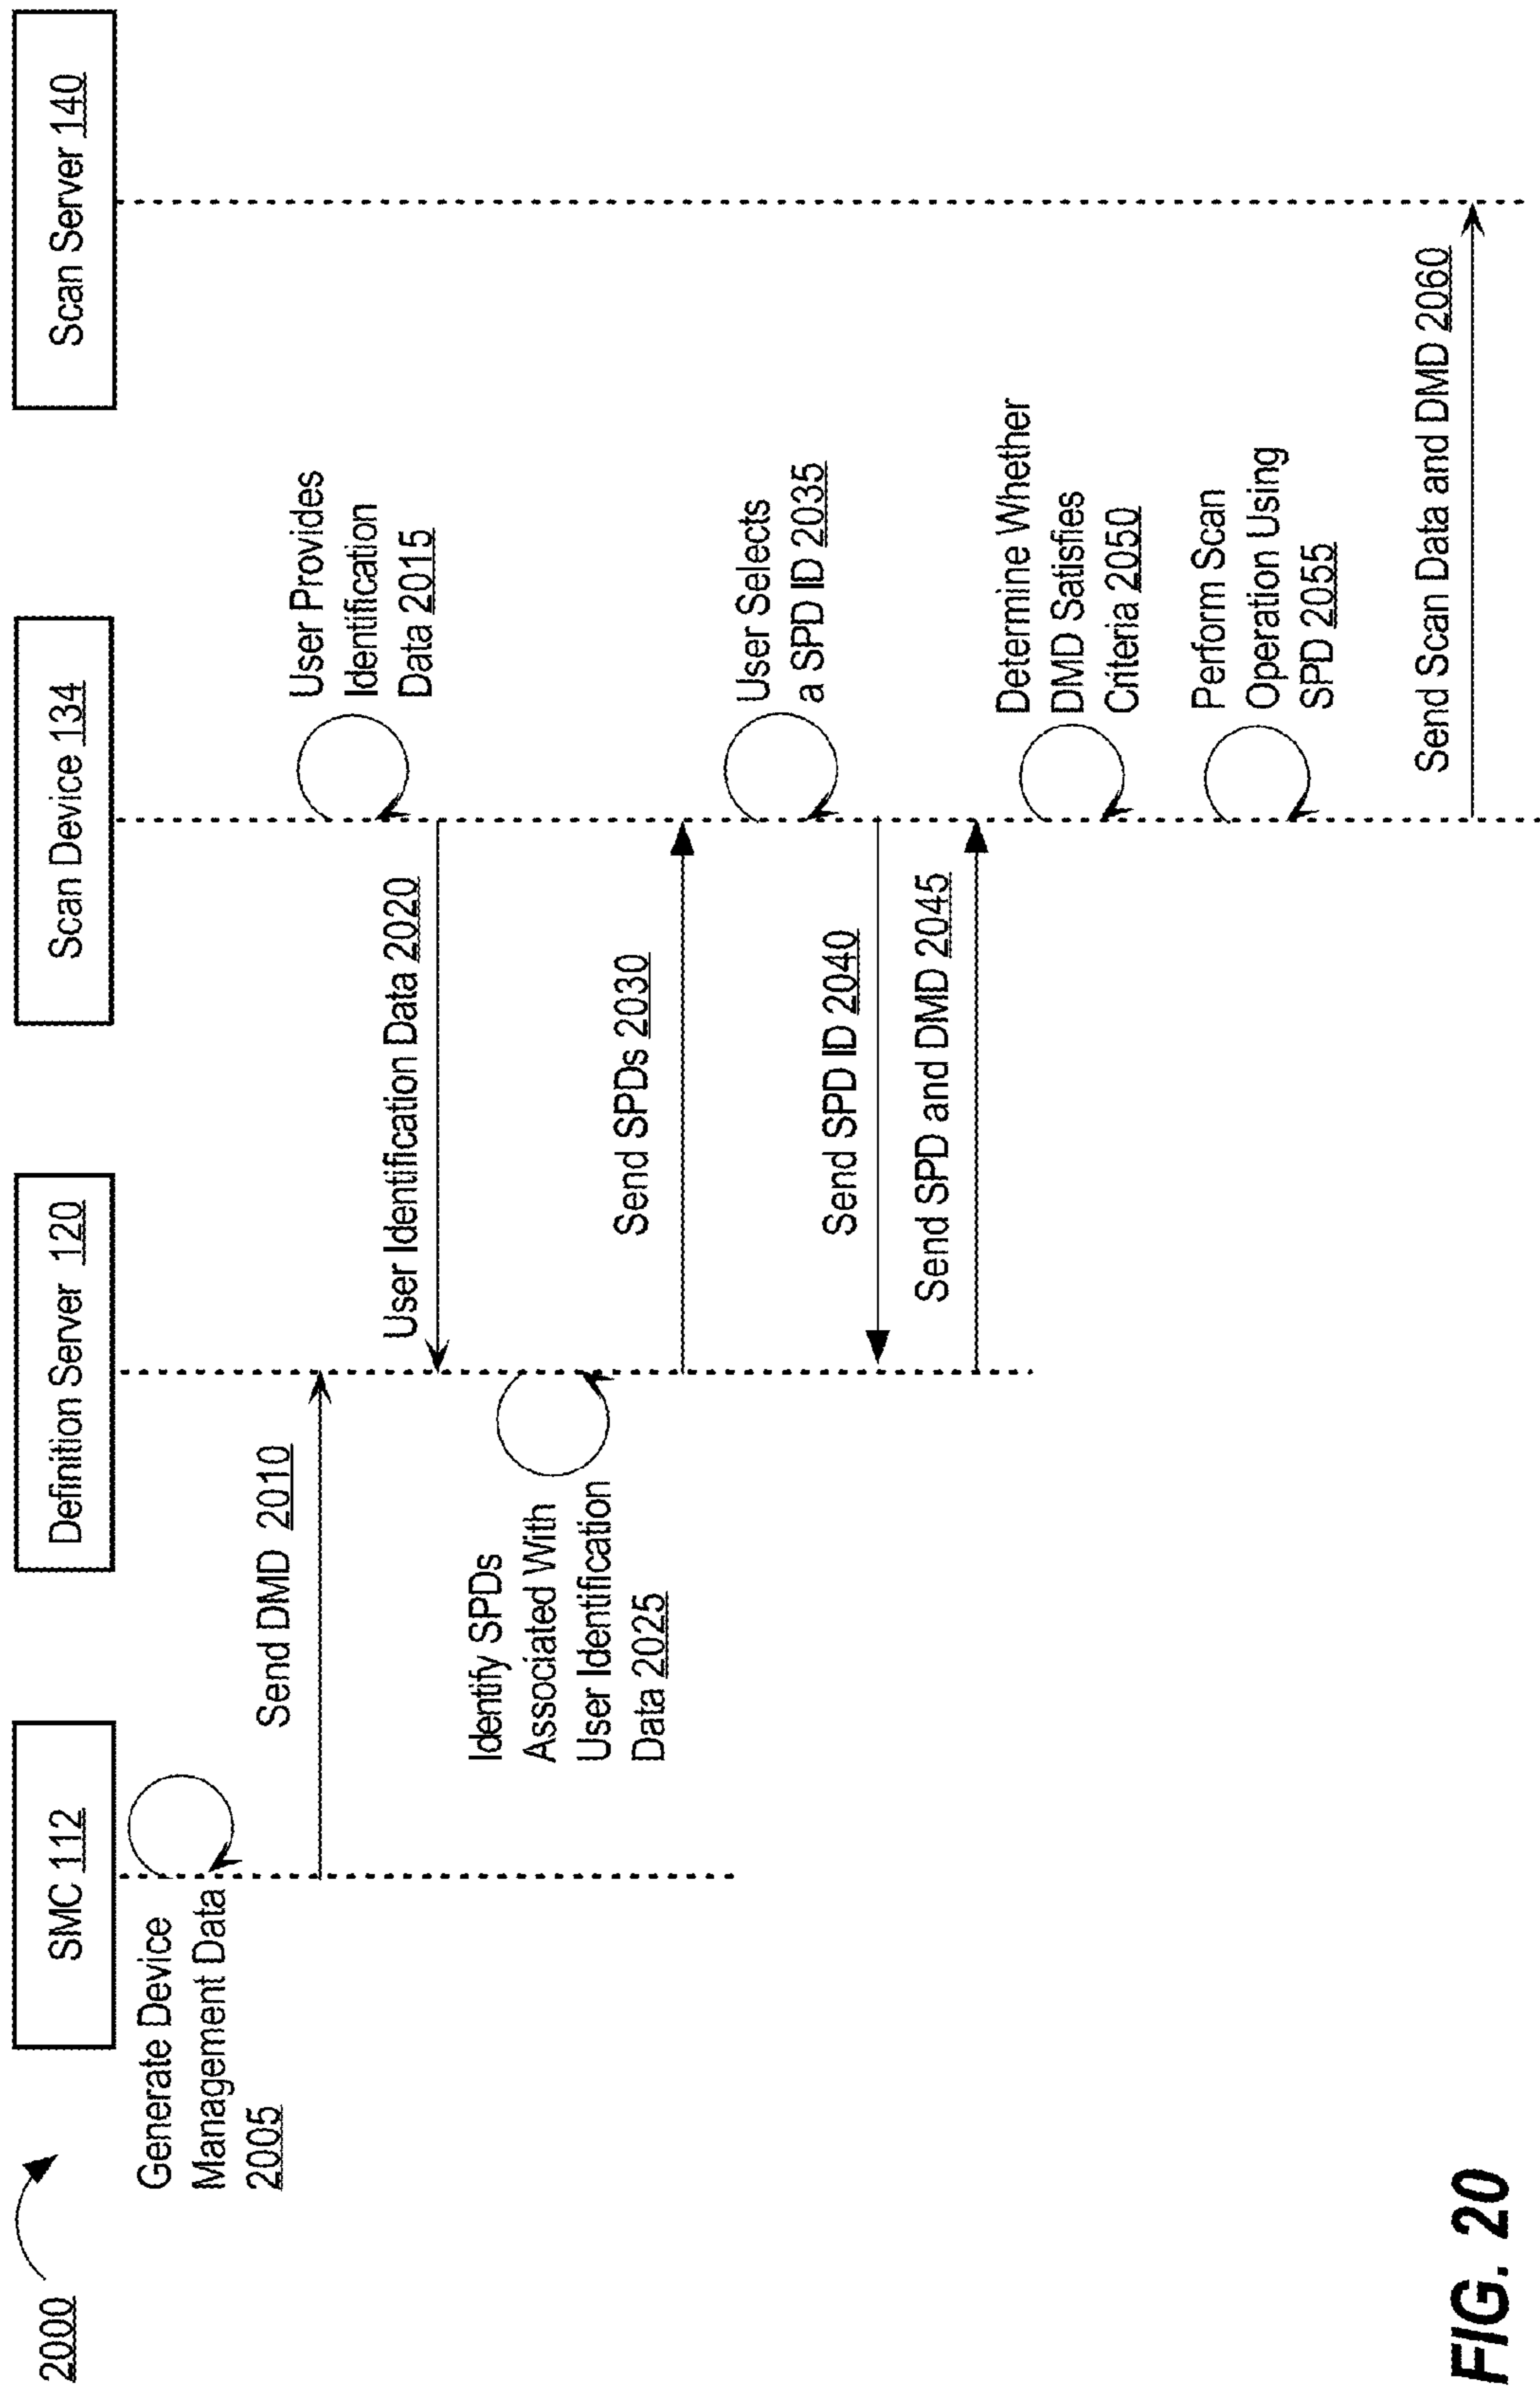 2000
SMC 112
Definition Server 120
Scan Device 134
Scan Server 140
Generate Device
Management Data
2005
Send DMD 2010
User Provides
Identification
Data 2015
User Identification Data 2020
Identify SPDs
Associated With
User Identification
Data 2025
Send SPDs 2030
User Selects
a SPD ID 2035
Send SPD ID 2040
Send SPD and DMD 2045
Determine Whether
DMD Satisfies
Criteria 2050
Perform Scan
Operation Using
SPD 2055
Send Scan Data and DMD 2060
FIG. 20